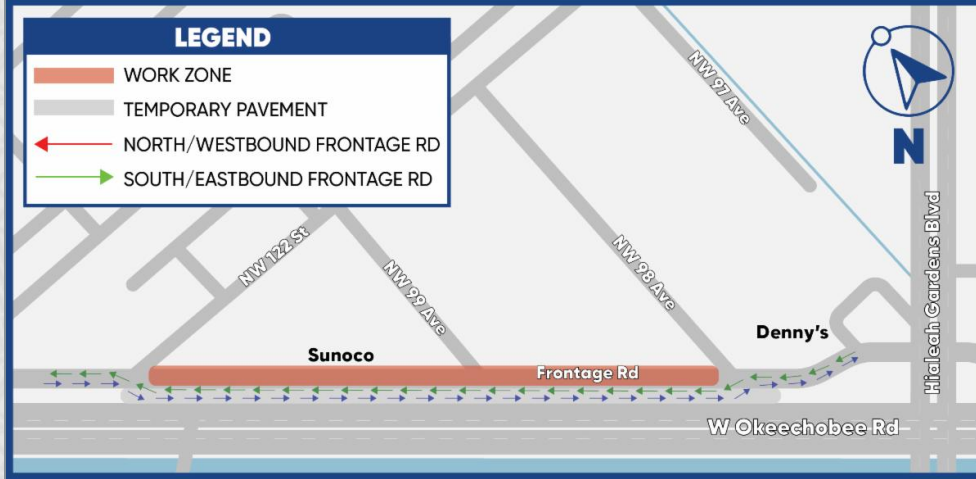 LEGEND
WORK ZONE
TEMPORARY PAVEMENT
NORTH/WESTBOUND FRONTAGE RD
SOUTH/EASTBOUND FRONTAGE RD
NW 97 Ave
N
NW 122 St
NW 99 Ave
NW 98 Ave
Hialeah Gardens Blvd
Denny's
Sunoco
Frontage Rd
W Okeechobee Rd